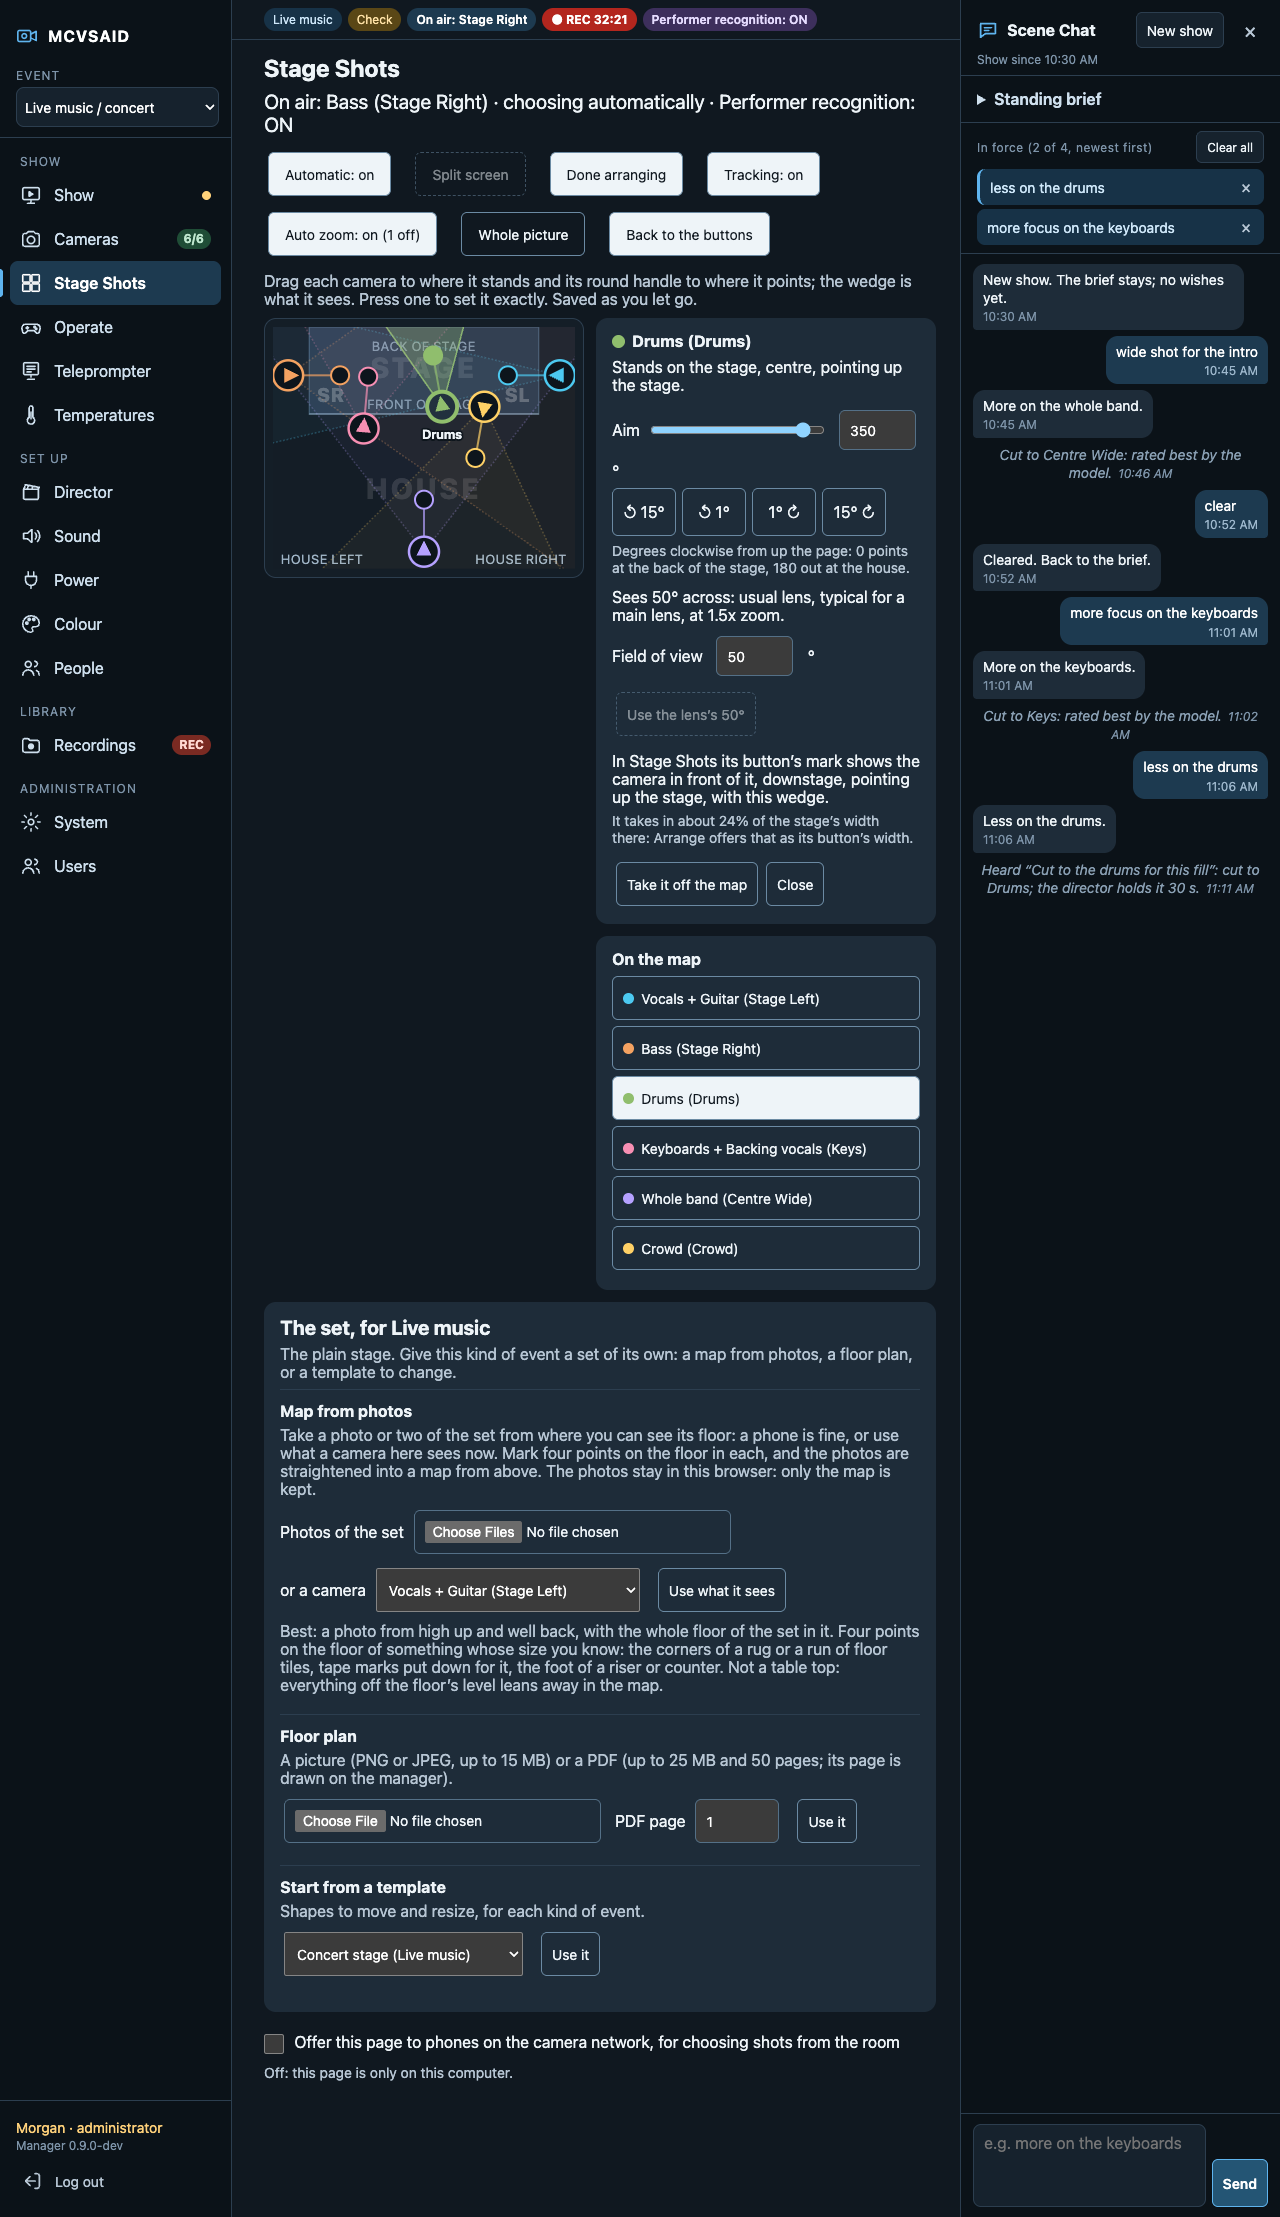 MCVSAID
EVENT
Live music / concert
SHOW
Show
Cameras
6/6
Stage Shots
Operate
Teleprompter
Temperatures
SET UP
Director
Sound
Power
Colour
People
LIBRARY
Recordings
REC
ADMINISTRATION
System
Users
Morgan · administrator
Manager 0.9.0-dev
Log out
Live music
Check
On air: Stage Right
REC 32:21
Performer recognition: ON
Stage Shots
On air: Bass (Stage Right) · choosing automatically · Performer recognition:
ON
Automatic: on
Split screen
Done arranging
Tracking: on
Auto zoom: on (1 off)
Whole picture
Back to the buttons
Drag each camera to where it stands and its round handle to where it points; the wedge is
what it sees. Press one to set it exactly. Saved as you let go.
BACK OF STAGE
STAGE
SR
SL
Drums
HOUSE
HOUSE LEFT
HOUSE RIGHT
Drums (Drums)
Stands on the stage, centre, pointing up
the stage.
Aim
350
°
↺ 15°
↺ 1°
1° ↻
15° ↻
Degrees clockwise from up the page: 0 points
at the back of the stage, 180 out at the house.
Sees 50° across: usual lens, typical for a
main lens, at 1.5x zoom.
Field of view
50
°
Use the lens’s 50°
In Stage Shots its button’s mark shows the
camera in front of it, downstage, pointing
up the stage, with this wedge.
It takes in about 24% of the stage’s width
there: Arrange offers that as its button’s width.
Take it off the map
Close
On the map
Vocals + Guitar (Stage Left)
Bass (Stage Right)
Drums (Drums)
Keyboards + Backing vocals (Keys)
Whole band (Centre Wide)
Crowd (Crowd)
The set, for Live music
The plain stage. Give this kind of event a set of its own: a map from photos, a floor plan,
or a template to change.
Map from photos
Take a photo or two of the set from where you can see its floor: a phone is fine, or use
what a camera here sees now. Mark four points on the floor in each, and the photos are
straightened into a map from above. The photos stay in this browser: only the map is
kept.
Photos of the set
Choose Files No file chosen
or a camera
Vocals + Guitar (Stage Left)
Use what it sees
Best: a photo from high up and well back, with the whole floor of the set in it. Four points
on the floor of something whose size you know: the corners of a rug or a run of floor
tiles, tape marks put down for it, the foot of a riser or counter. Not a table top:
everything off the floor’s level leans away in the map.
Floor plan
A picture (PNG or JPEG, up to 15 MB) or a PDF (up to 25 MB and 50 pages; its page is
drawn on the manager).
Choose File No file chosen
PDF page
1
Use it
Start from a template
Shapes to move and resize, for each kind of event.
Concert stage (Live music)
Use it
Offer this page to phones on the camera network, for choosing shots from the room
Off: this page is only on this computer.
Scene Chat
New show
×
Show since 10:30 AM
▶ Standing brief
In force (2 of 4, newest first)
Clear all
less on the drums
×
more focus on the keyboards
×
New show. The brief stays; no wishes
yet.
10:30 AM
wide shot for the intro
10:45 AM
More on the whole band.
10:45 AM
Cut to Centre Wide: rated best by the
model. 10:46 AM
clear
10:52 AM
Cleared. Back to the brief.
10:52 AM
more focus on the keyboards
11:01 AM
More on the keyboards.
11:01 AM
Cut to Keys: rated best by the model. 11:02
AM
less on the drums
11:06 AM
Less on the drums.
11:06 AM
Heard “Cut to the drums for this fill”: cut to
Drums; the director holds it 30 s. 11:11 AM
e.g. more on the keyboards
Send